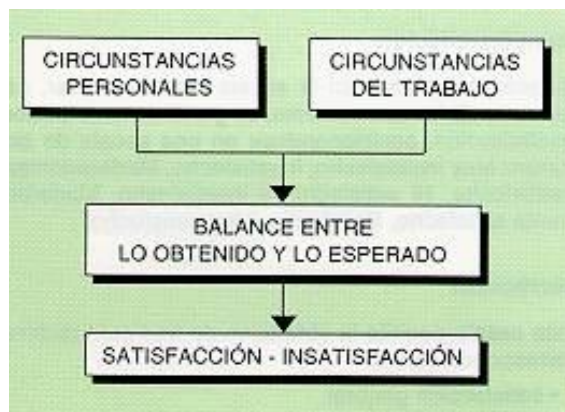 CIRCUNSTANCIAS
PERSONALES
CIRCUNSTANCIAS
DEL TRABAJO
BALANCE ENTRE
LO OBTENIDO Y LO ESPERADO
SATISFACCIÓN - INSATISFACCIÓN